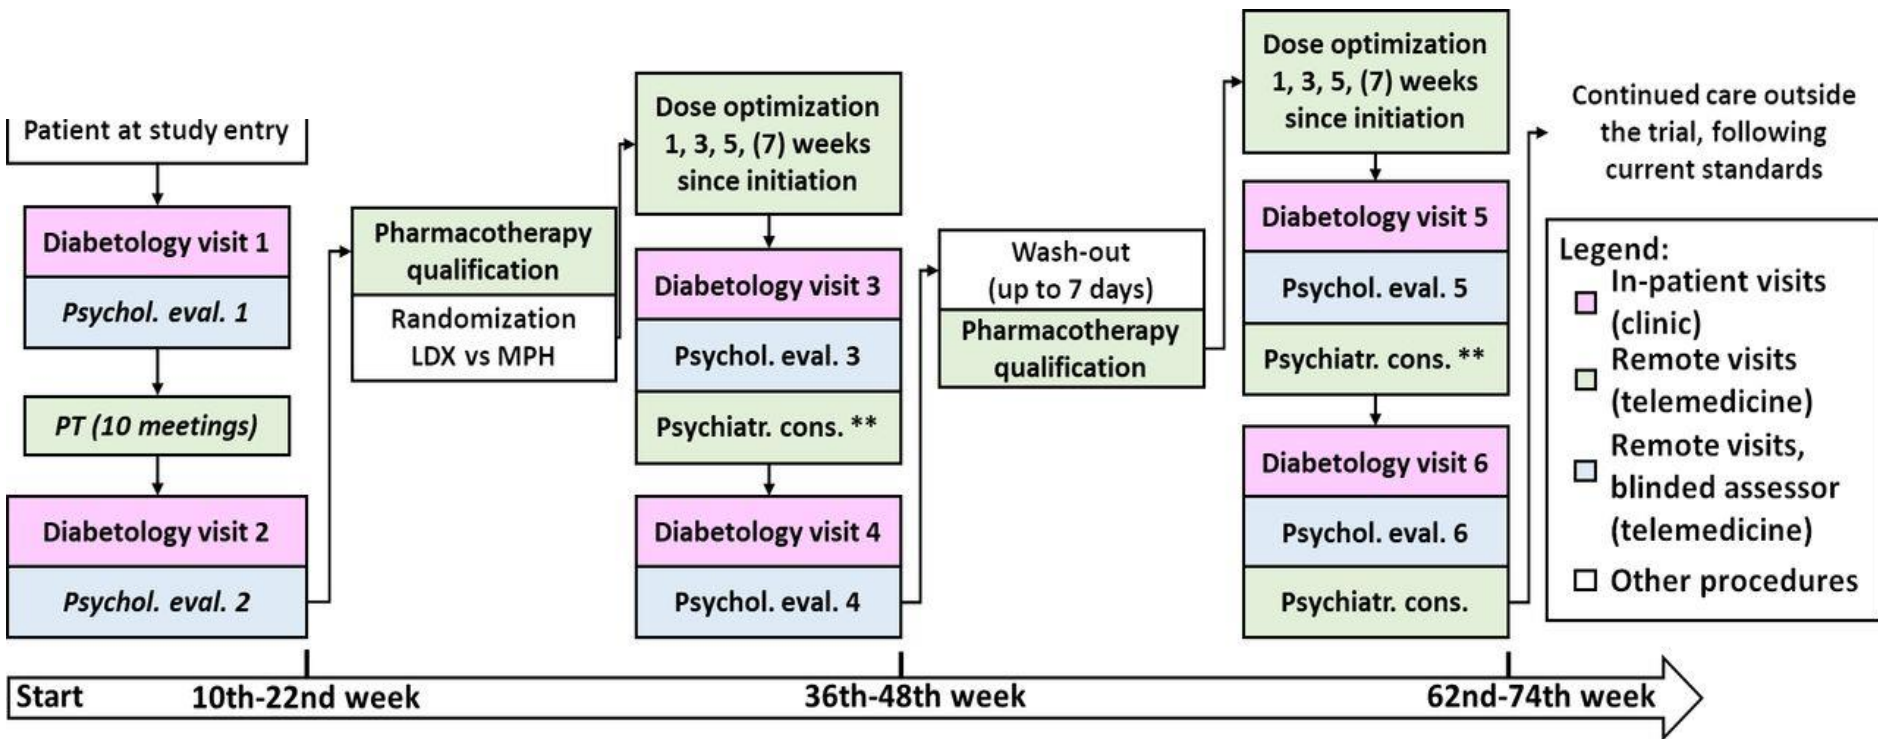 Patient at study entry
Diabetology visit 1
Psychol. eval. 1
PT (10 meetings)
Diabetology visit 2
Psychol. eval. 2
Pharmacotherapy
qualification
Randomization
LDX vs MPH
Dose optimization
1, 3, 5, (7) weeks
since initiation
Diabetology visit 3
Psychol. eval. 3
Psychiatr. cons. **
Diabetology visit 4
Psychol. eval. 4
Wash-out
(up to 7 days)
Pharmacotherapy
qualification
Dose optimization
1, 3, 5, (7) weeks
since initiation
Diabetology visit 5
Psychol. eval. 5
Psychiatr. cons. **
Diabetology visit 6
Psychol. eval. 6
Psychiatr. cons.
Continued care outside
the trial, following
current standards
Legend:
In-patient visits
(clinic)
Remote visits
(telemedicine)
Remote visits,
blinded assessor
(telemedicine)
Other procedures
Start
10th-22nd week
36th-48th week
62nd-74th week